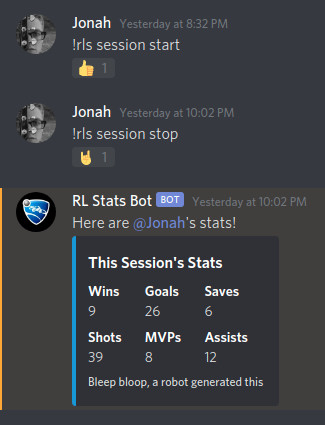 Jonah Yesterday at 8:32 PM
!rls session start
👍 1
Jonah Yesterday at 10:02 PM
!rls session stop
🤘 1
RL Stats Bot BOT Yesterday at 10:02 PM
Here are @Jonah's stats!
This Session's Stats
Wins Goals Saves
9 26 6
Shots MVPs Assists
39 8 12
Bleep bloop, a robot generated this